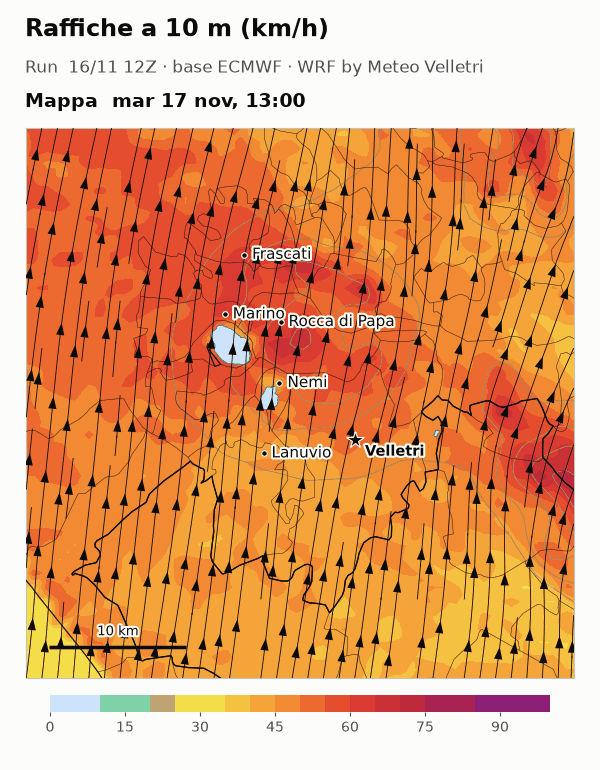 Raffiche a 10 m (km/h)
Run  16/11 12Z · base ECMWF · WRF by Meteo Velletri
Mappa  mar 17 nov, 13:00
Frascati
Marino
Rocca di Papa
Nemi
Velletri
Lanuvio
10 km
0 15 30 45 60 75 90